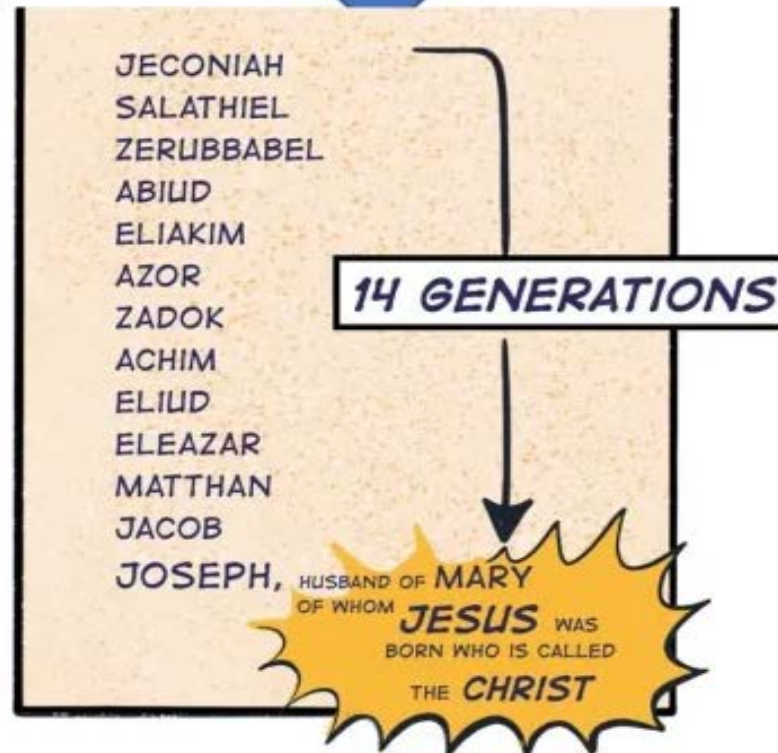 JECONIAH
SALATHIEL
ZERUBBABEL
ABIUD
ELIAKIM
AZOR
14 GENERATIONS
ZADOK
ACHIM
ELIUD
ELEAZAR
MATTHAN
JACOB
JOSEPH, HUSBAND OF MARY
OF WHOM JESUS WAS
BORN WHO IS CALLED
THE CHRIST